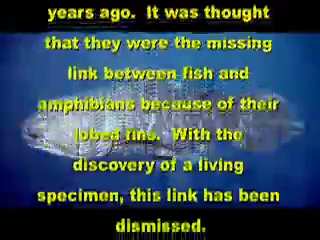 years ago.  It was thought
that they were the missing
link between fish and
amphibians because of their
lobed fins.  With the
discovery of a living
specimen, this link has been
dismissed.